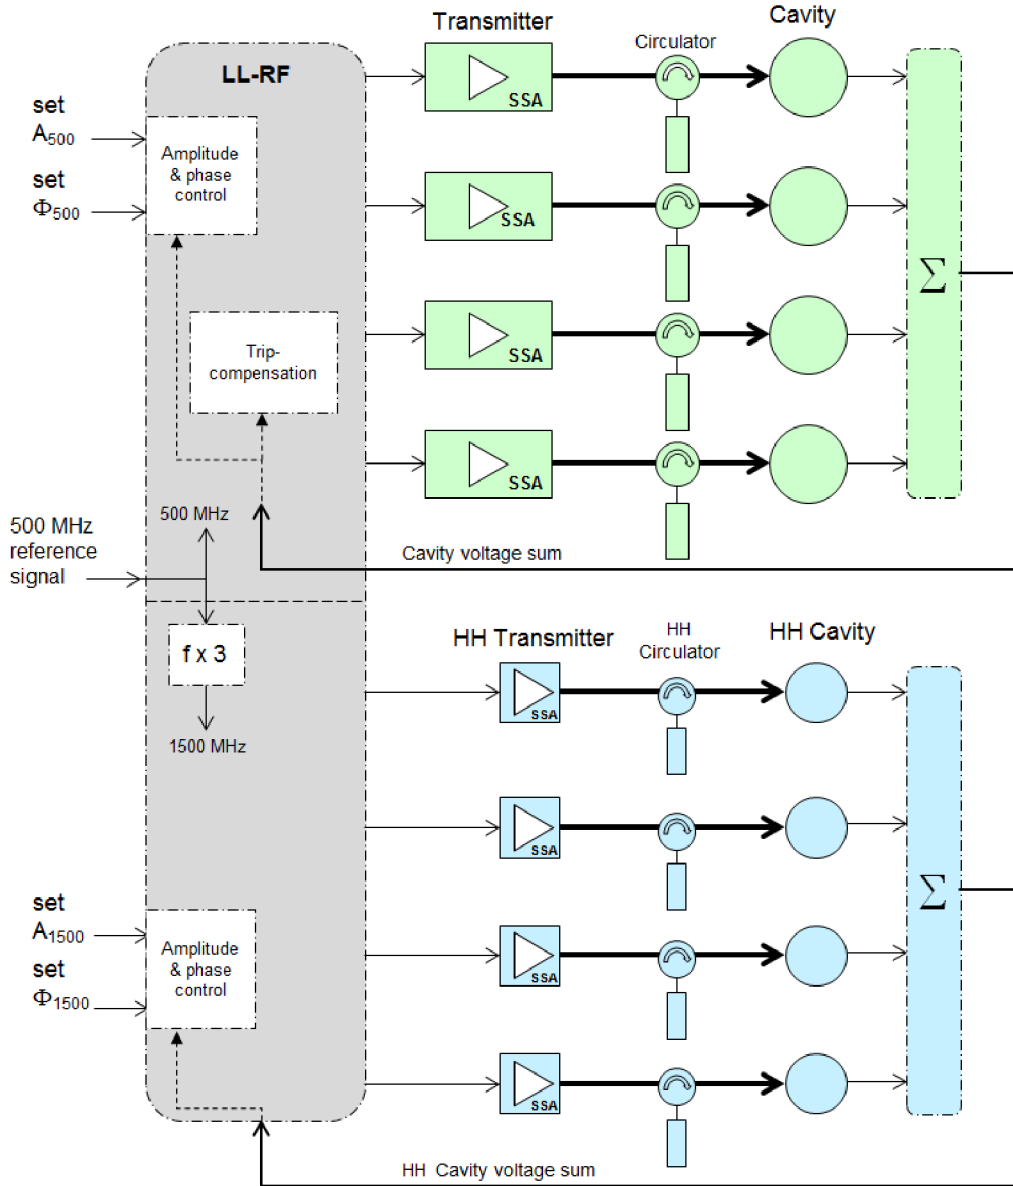 Transmitter
Circulator
Cavity
LL-RF
SSA
set
A500
Amplitude
& phase
control
set
Φ500
SSA
Σ
SSA
Trip-
compensation
SSA
500 MHz
500 MHz
reference
signal
Cavity voltage sum
HH Transmitter
HH
Circulator
HH Cavity
f x 3
SSA
1500 MHz
SSA
Σ
set
A1500
Amplitude
& phase
control
set
Φ1500
SSA
SSA
HH Cavity voltage sum